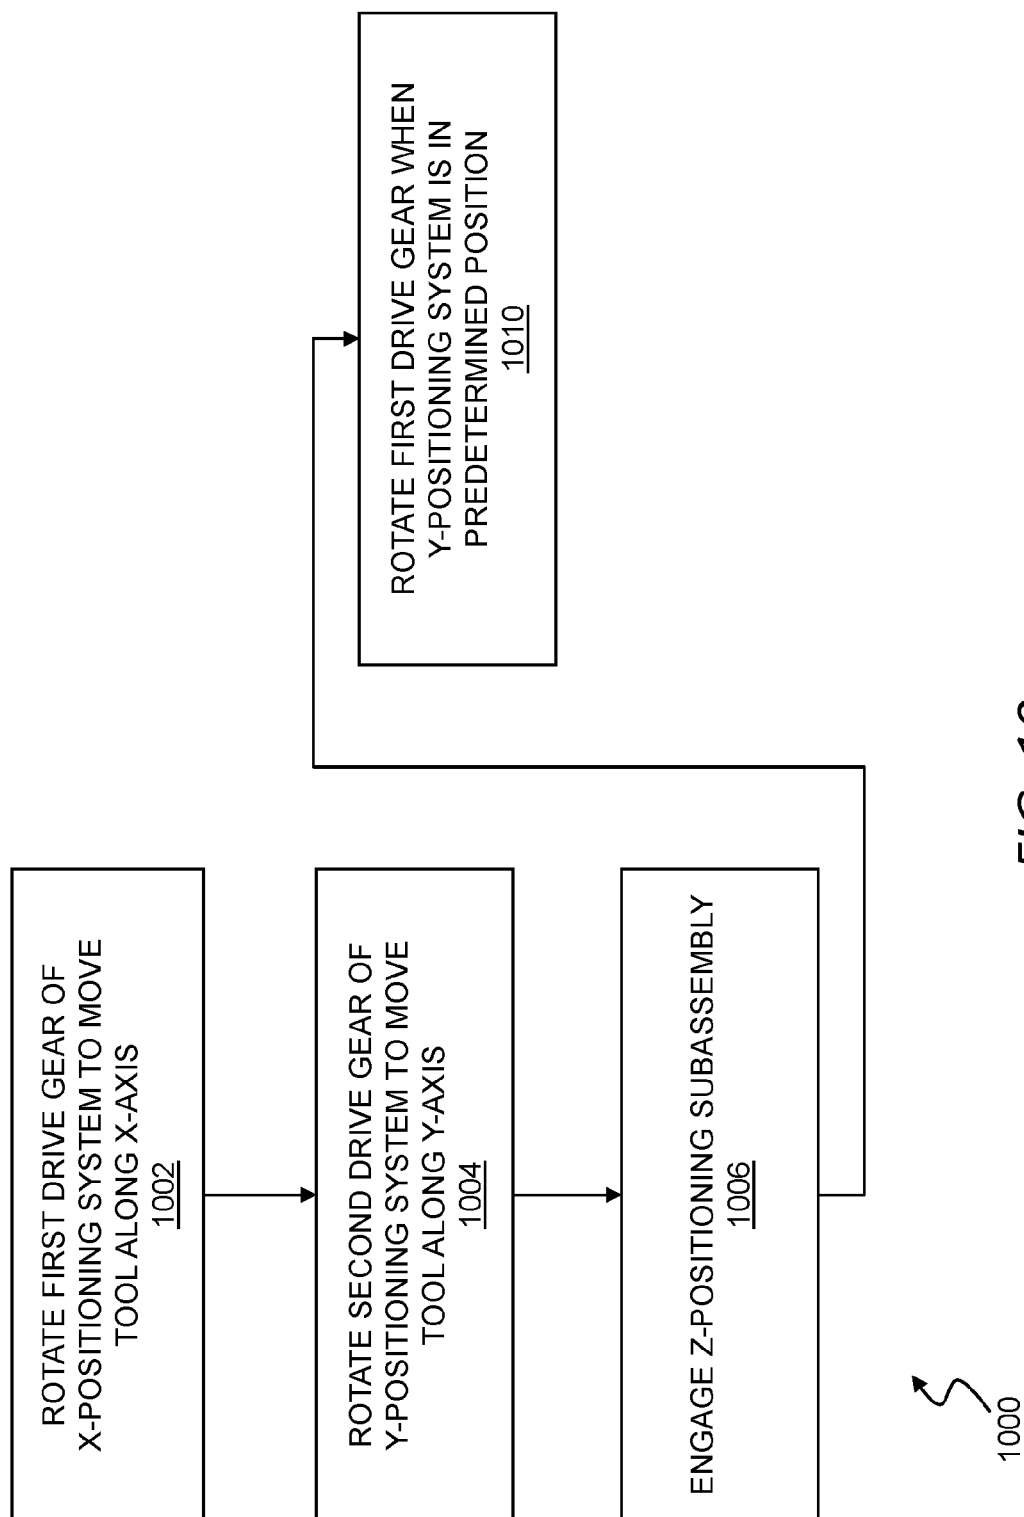 ROTATE FIRST DRIVE GEAR OF
X-POSITIONING SYSTEM TO MOVE
TOOL ALONG X-AXIS
1002
ROTATE SECOND DRIVE GEAR OF
Y-POSITIONING SYSTEM TO MOVE
TOOL ALONG Y-AXIS
1004
ENGAGE Z-POSITIONING SUBASSEMBLY
1006
ROTATE FIRST DRIVE GEAR WHEN
Y-POSITIONING SYSTEM IS IN
PREDETERMINED POSITION
1010
1000
FIG.